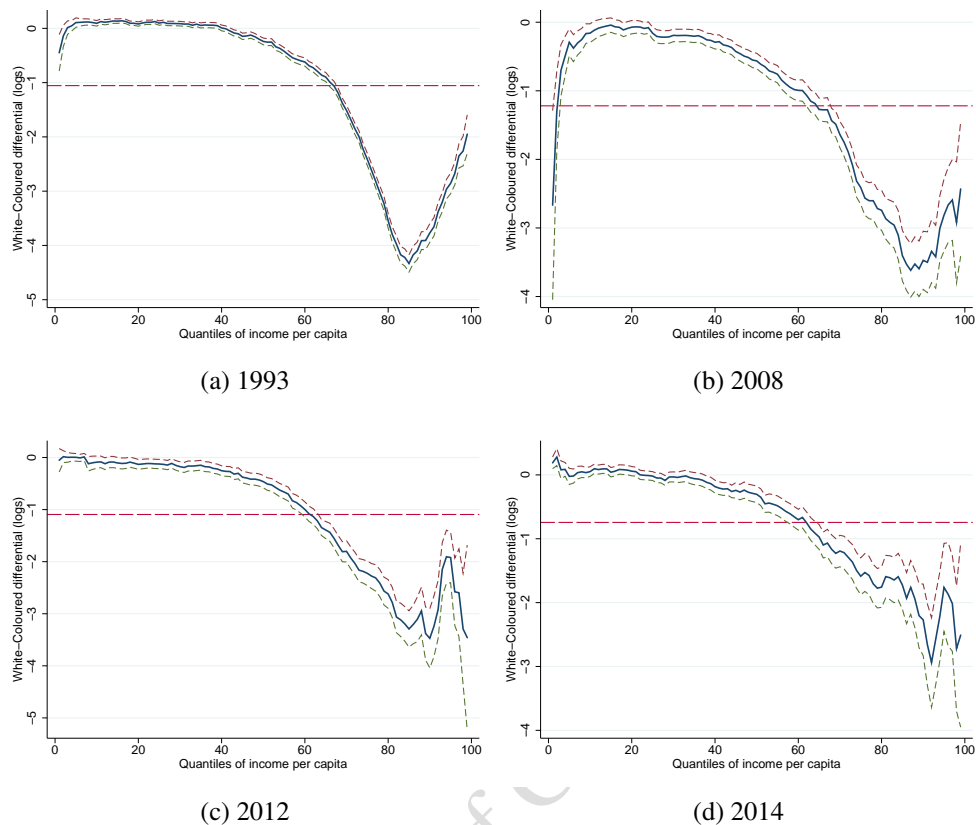 White−Coloured differential (logs)
0
−1
−2
−3
−4
−5
0 20 40 60 80 100
Quantiles of income per capita
(a) 1993
White−Coloured differential (logs)
0
−1
−2
−3
−4
0 20 40 60 80 100
Quantiles of income per capita
(b) 2008
White−Coloured differential (logs)
0
−1
−2
−3
−4
−5
0 20 40 60 80 100
Quantiles of income per capita
(c) 2012
White−Coloured differential (logs)
0
−1
−2
−3
−4
0 20 40 60 80 100
Quantiles of income per capita
(d) 2014
&